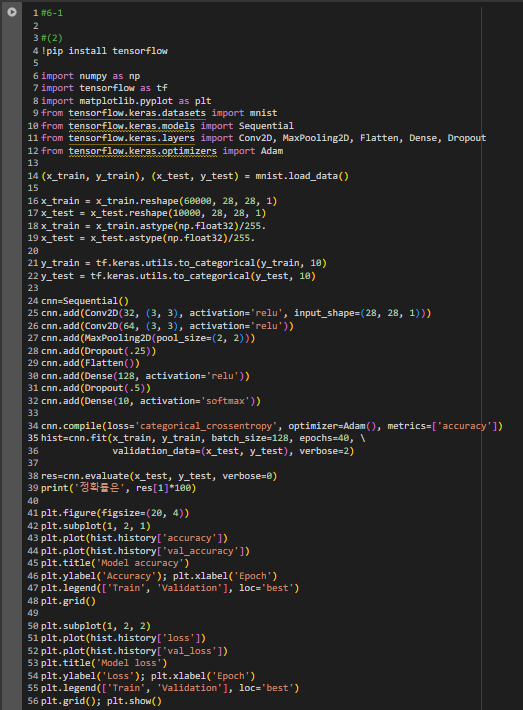 1 #6-1
2
3 #(2)
4 !pip install tensorflow
5
6 import numpy as np
7 import tensorflow as tf
8 import matplotlib.pyplot as plt
9 from tensorflow.keras.datasets import mnist
10 from tensorflow.keras.models import Sequential
11 from tensorflow.keras.layers import Conv2D, MaxPooling2D, Flatten, Dense, Dropout
12 from tensorflow.keras.optimizers import Adam
13
14 (x_train, y_train), (x_test, y_test) = mnist.load_data()
15
16 x_train = x_train.reshape(60000, 28, 28, 1)
17 x_test = x_test.reshape(10000, 28, 28, 1)
18 x_train = x_train.astype(np.float32)/255.
19 x_test = x_test.astype(np.float32)/255.
20
21 y_train = tf.keras.utils.to_categorical(y_train, 10)
22 y_test = tf.keras.utils.to_categorical(y_test, 10)
23
24 cnn=Sequential()
25 cnn.add(Conv2D(32, (3, 3), activation='relu', input_shape=(28, 28, 1)))
26 cnn.add(Conv2D(64, (3, 3), activation='relu'))
27 cnn.add(MaxPooling2D(pool_size=(2, 2)))
28 cnn.add(Dropout(.25))
29 cnn.add(Flatten())
30 cnn.add(Dense(128, activation='relu'))
31 cnn.add(Dropout(.5))
32 cnn.add(Dense(10, activation='softmax'))
33
34 cnn.compile(loss='categorical_crossentropy', optimizer=Adam(), metrics=['accuracy'])
35 hist=cnn.fit(x_train, y_train, batch_size=128, epochs=40, \
36 validation_data=(x_test, y_test), verbose=2)
37
38 res=cnn.evaluate(x_test, y_test, verbose=0)
39 print('정확률은', res[1]*100)
40
41 plt.figure(figsize=(20, 4))
42 plt.subplot(1, 2, 1)
43 plt.plot(hist.history['accuracy'])
44 plt.plot(hist.history['val_accuracy'])
45 plt.title('Model accuracy')
46 plt.ylabel('Accuracy'); plt.xlabel('Epoch')
47 plt.legend(['Train', 'Validation'], loc='best')
48 plt.grid()
49
50 plt.subplot(1, 2, 2)
51 plt.plot(hist.history['loss'])
52 plt.plot(hist.history['val_loss'])
53 plt.title('Model loss')
54 plt.ylabel('Loss'); plt.xlabel('Epoch')
55 plt.legend(['Train', 'Validation'], loc='best')
56 plt.grid(); plt.show()